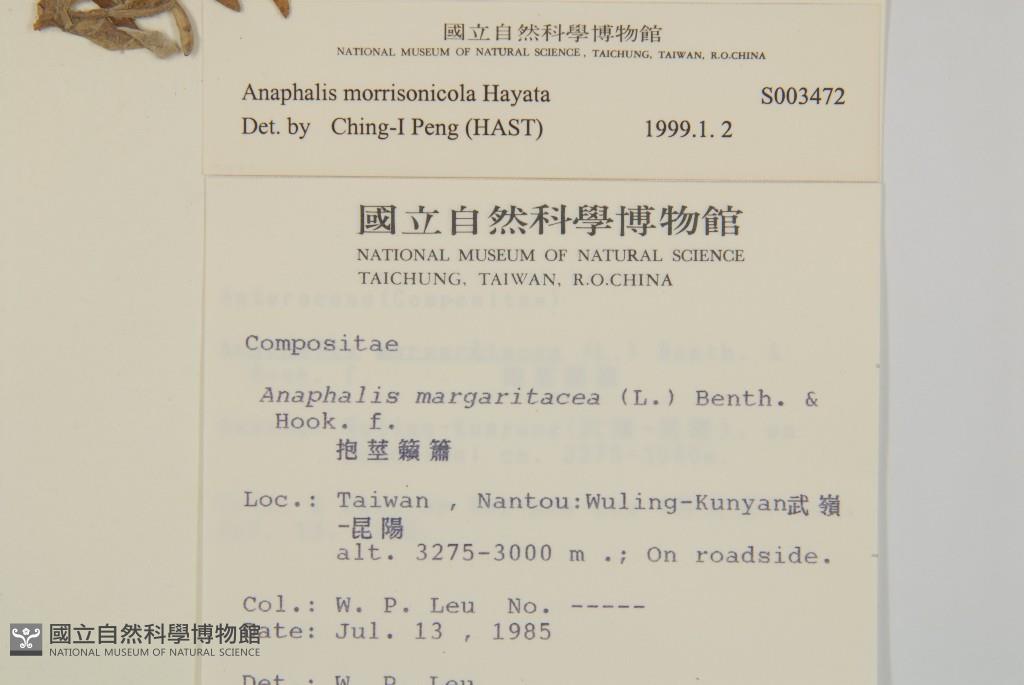 國立自然科學博物館
NATIONAL MUSEUM OF NATURAL SCIENCE, TAICHUNG, TAIWAN, R.O.CHINA
Anaphalis morrisonicola Hayata S003472
Det. by Ching-I Peng (HAST) 1999.1. 2
國立自然科學博物館
NATIONAL MUSEUM OF NATURAL SCIENCE
TAICHUNG, TAIWAN, R.O.CHINA
Compositae
Anaphalis margaritacea (L.) Benth. &
Hook. f.
抱莖籟簫
Loc.: Taiwan , Nantou:Wuling-Kunyan武嶺
-昆陽
alt. 3275-3000 m .; On roadside.
Col.: W. P. Leu No. -----
Date: Jul. 13 , 1985
Det.: W. P. Leu
國立自然科學博物館
NATIONAL MUSEUM OF NATURAL SCIENCE